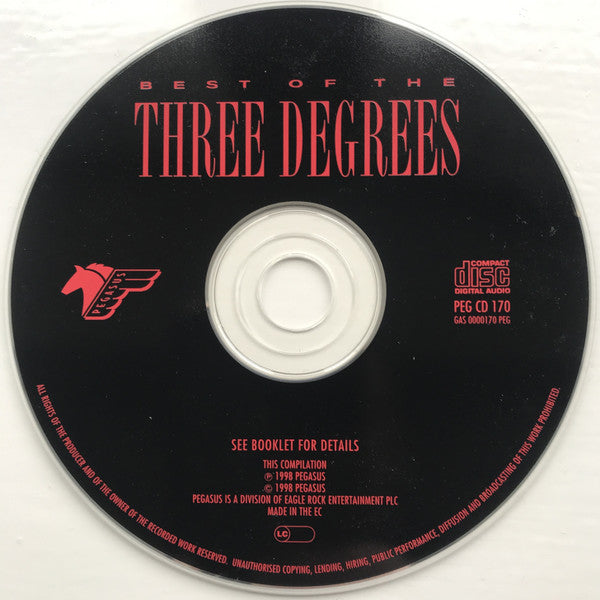 BEST OF THE
THREE DEGREES
PEGASUS
COMPACT
disc
DIGITAL AUDIO
PEG CD 170
GAS 0000170 PEG
SEE BOOKLET FOR DETAILS
THIS COMPILATION
℗ 1998 PEGASUS
© 1998 PEGASUS
PEGASUS IS A DIVISION OF EAGLE ROCK ENTERTAINMENT PLC
MADE IN THE EC
LC
ALL RIGHTS OF THE PRODUCER AND OF THE OWNER OF THE RECORDED WORK RESERVED. UNAUTHORISED COPYING, LENDING, HIRING, PUBLIC PERFORMANCE, DIFFUSION AND BROADCASTING OF THIS WORK PROHIBITED.